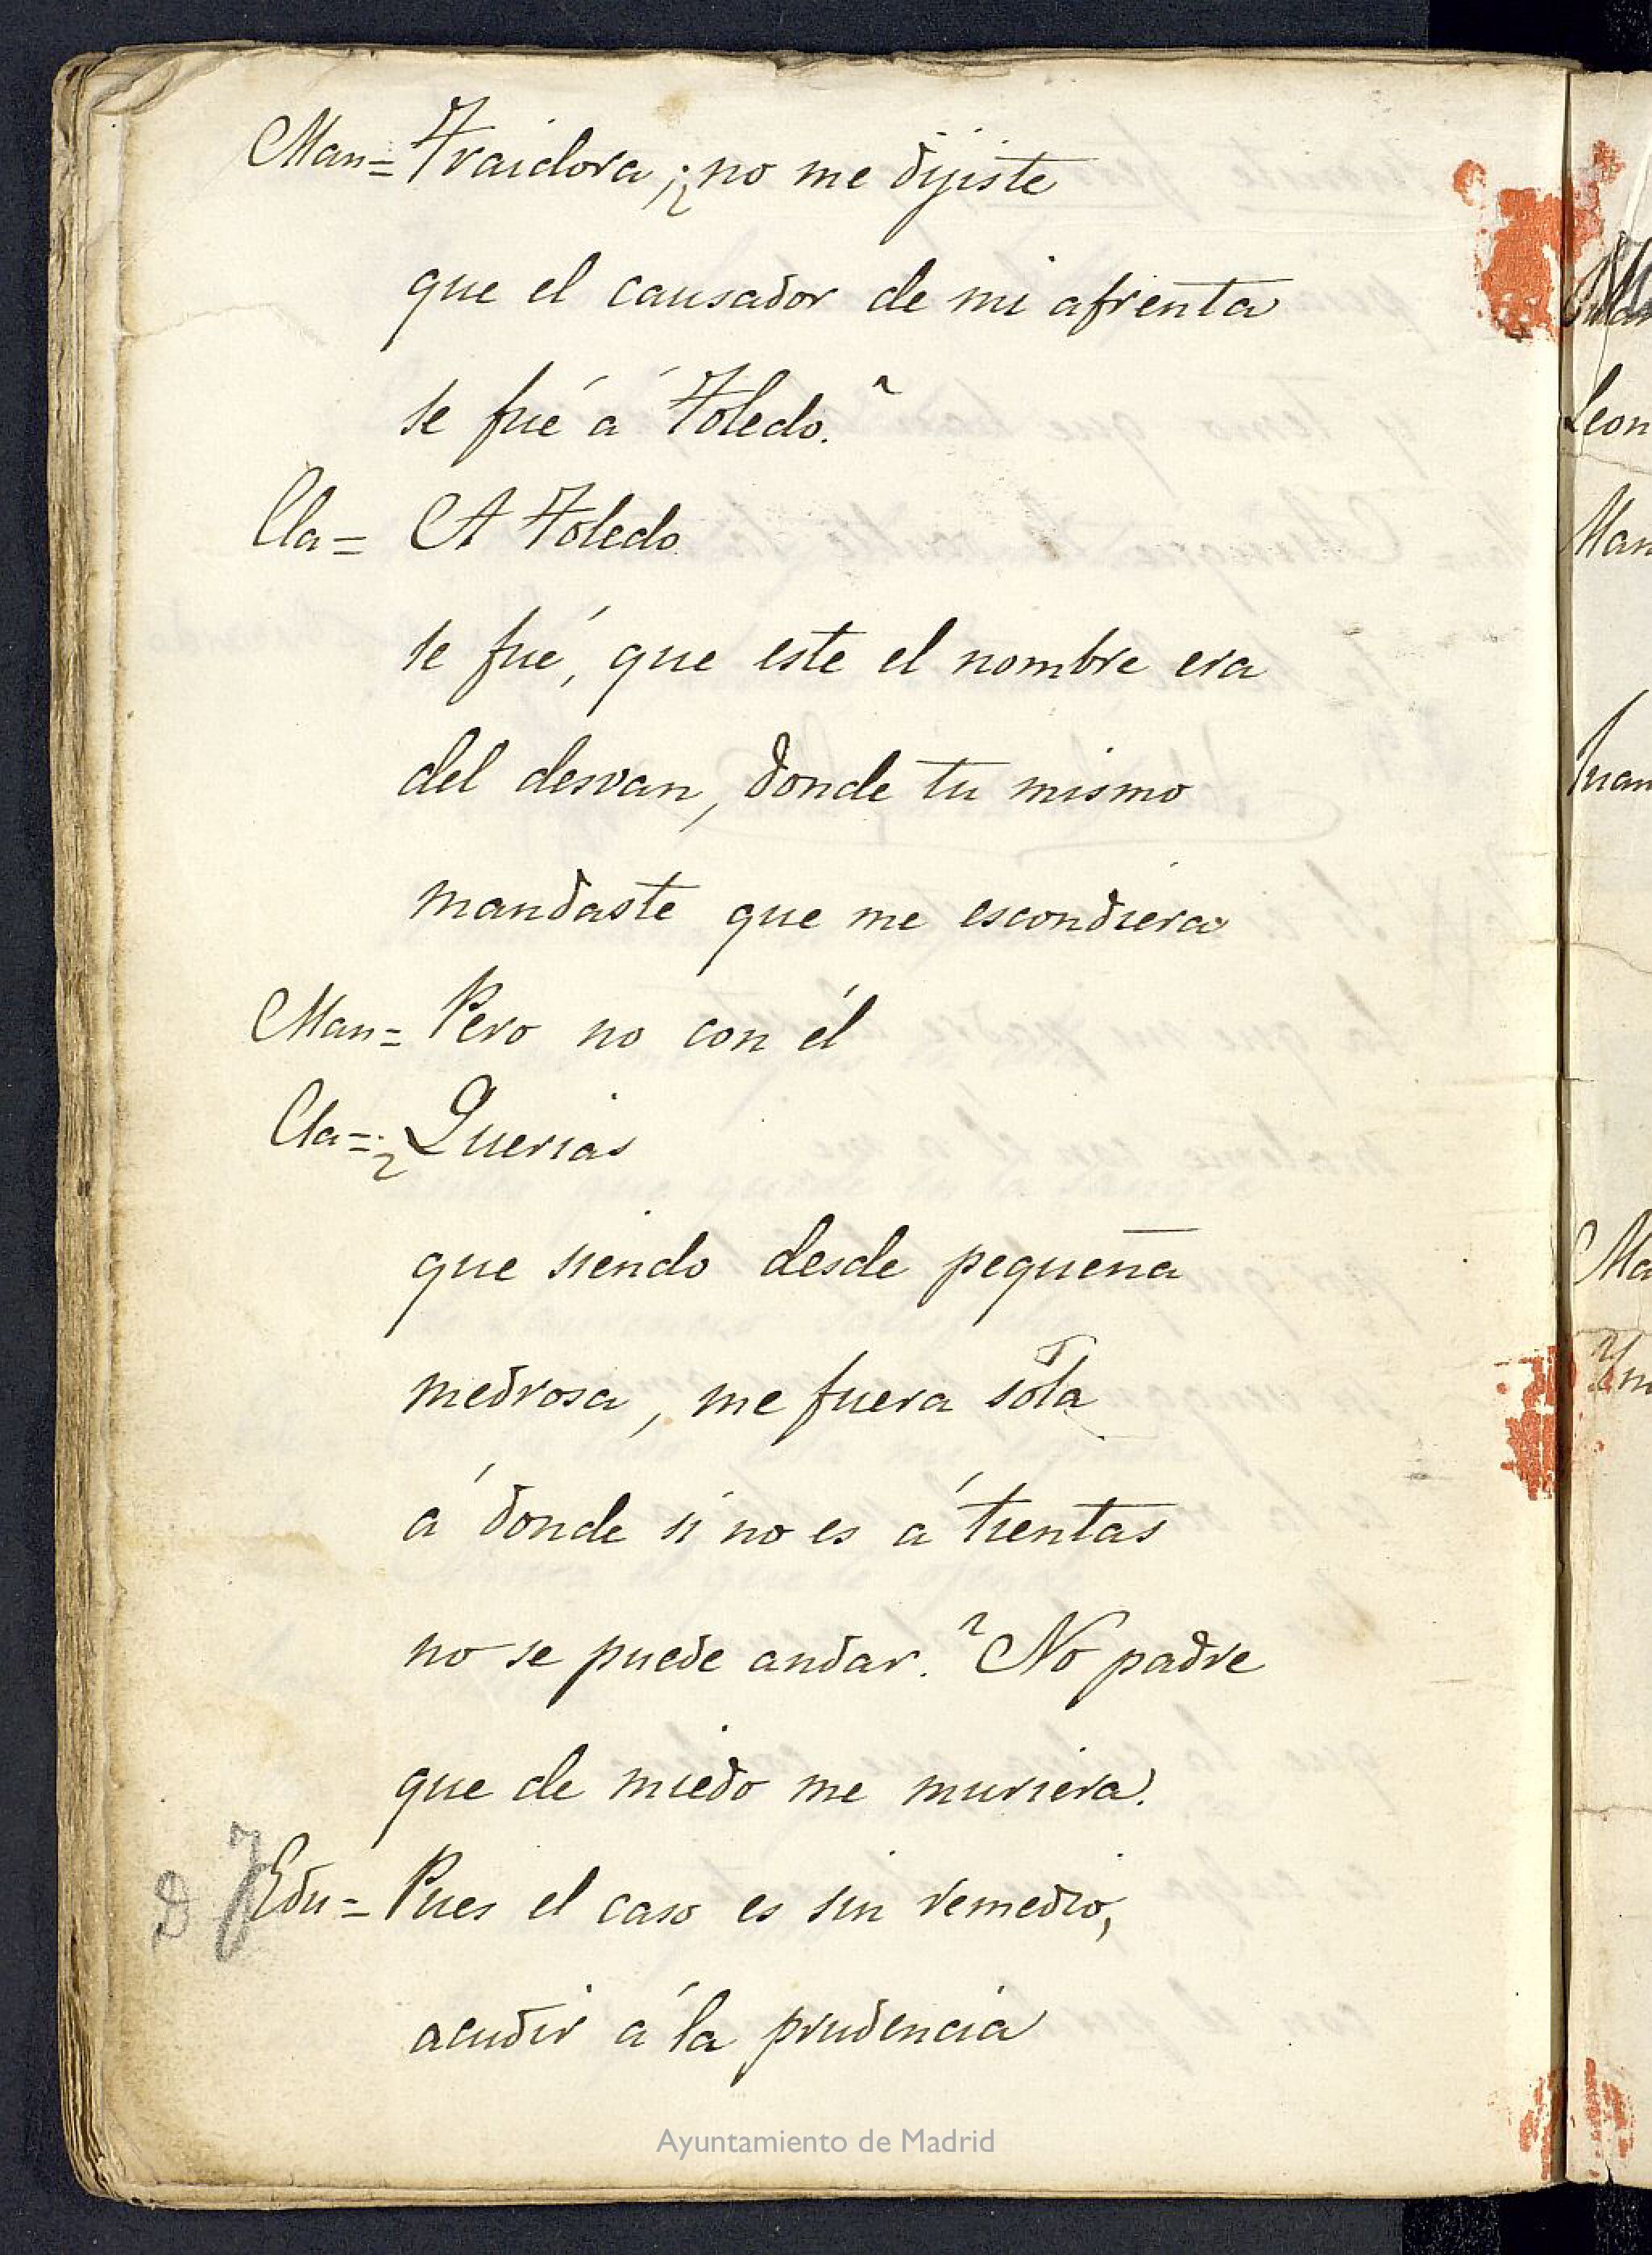 Man= Traidora, ¿no me dijiste
que el causador de mi afrenta
se fué á Toledo.?
Cla= A Toledo
se fué, que este el nombre era
del desvan, donde tu mismo
mandaste que me escondiera
Man= Pero no con él
Cla= ¿Querias
que siendo desde pequeña
medrosa, me fuera sola
á donde si no es á tientas
no se puede andar.? No padre
que de miedo me muriera.
D J Edu= Pues el caso es sin remedio,
acudir á la prudencia
Leon
Man
Juan
Ma
Ayuntamiento de Madrid